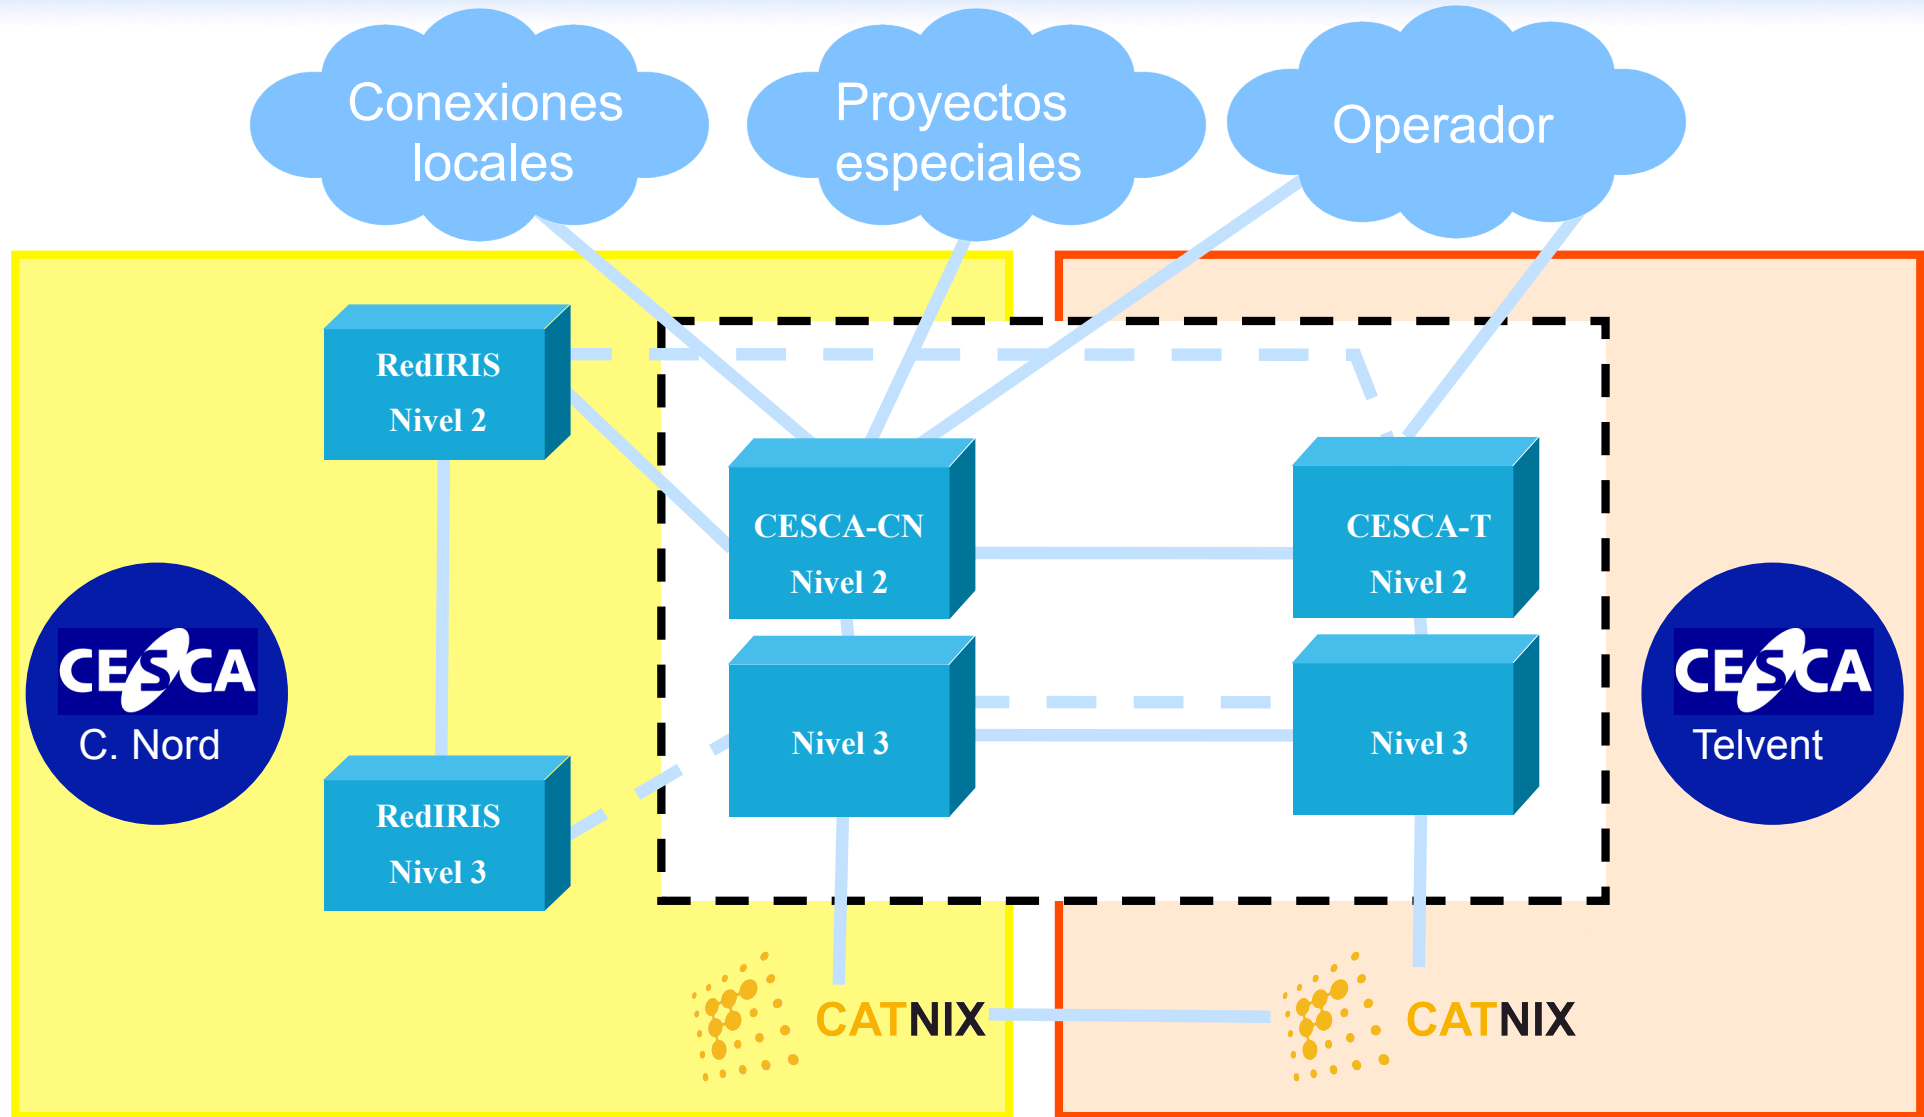 Conexiones
locales
Proyectos
especiales
Operador
RedIRIS
Nivel 2
CESCA-CN
Nivel 2
CESCA-T
Nivel 2
CESCA
C. Nord
Nivel 3
Nivel 3
CESCA
Telvent
RedIRIS
Nivel 3
CATNIX
CATNIX